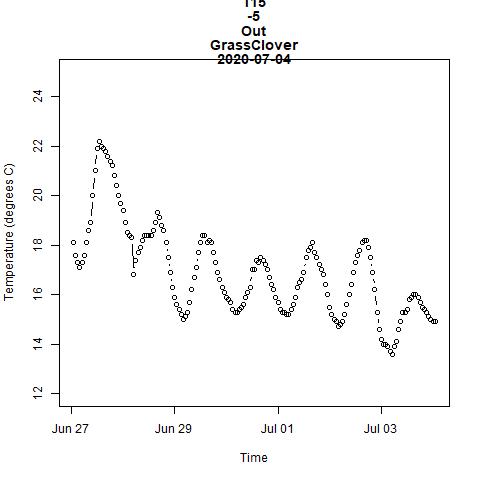 T15
-5
Out
GrassClover
2020-07-04
24
22
20
18
16
14
12
Temperature (degrees C)
Jun 27
Jun 29
Jul 01
Jul 03
Time